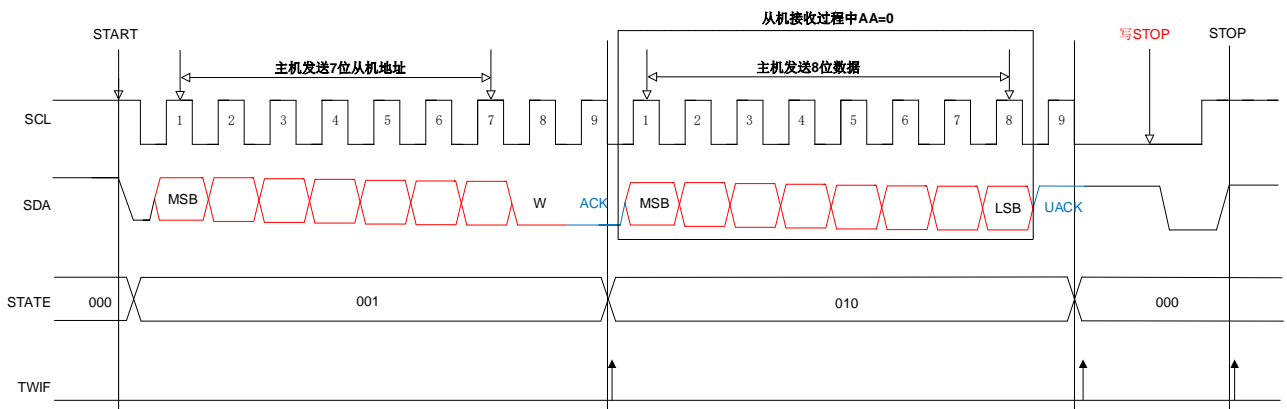 从机接收过程中AA=0
START
写STOP
STOP
主机发送7位从机地址
主机发送8位数据
SCL
1 2 3 4 5 6 7 8 9 1 2 3 4 5 6 7 8 9
SDA
MSB W ACK MSB LSB UACK
STATE 000 001 010 000
TWIF